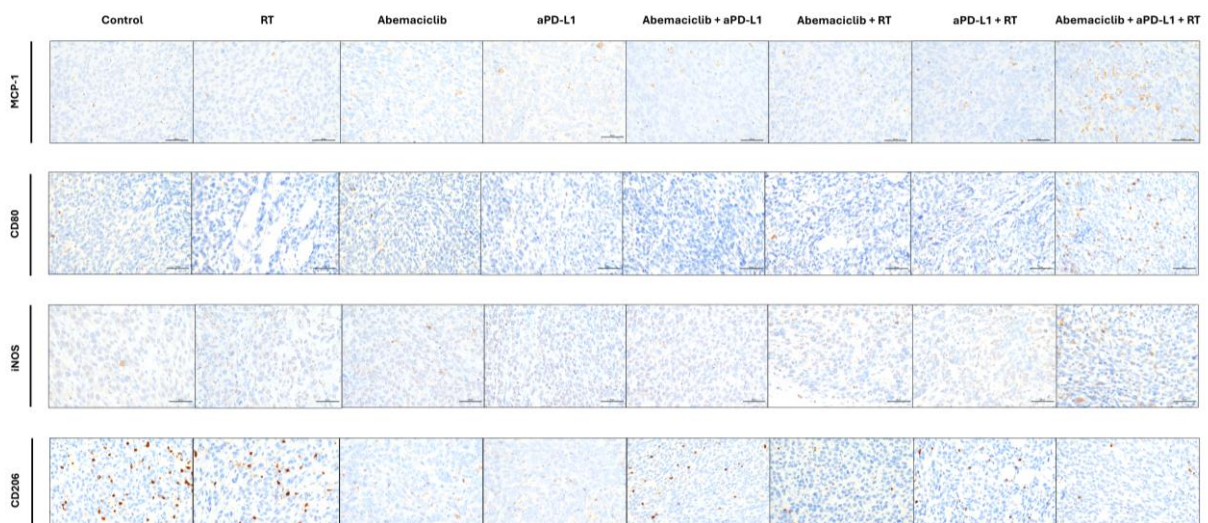 Control RT Abemaciclib aPD-L1 Abemaciclib + aPD-L1 Abemaciclib + RT aPD-L1 + RT Abemaciclib + aPD-L1 + RT
MCP-1
CD80
iNOS
CD206